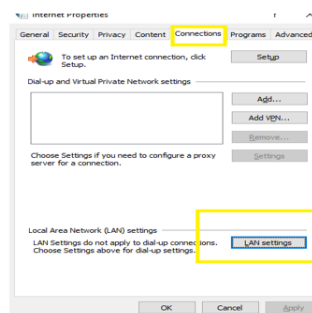 Internet Properties
General Security Privacy Content Connections Programs Advanced
To set up an Internet connection, click
Setup.
Setup
Dial-up and Virtual Private Network settings
Add...
Add VPN...
Remove...
Choose Settings if you need to configure a proxy
server for a connection.
Settings
Local Area Network (LAN) settings
LAN Settings do not apply to dial-up connections.
Choose Settings above for dial-up settings.
LAN settings
OK Cancel Apply